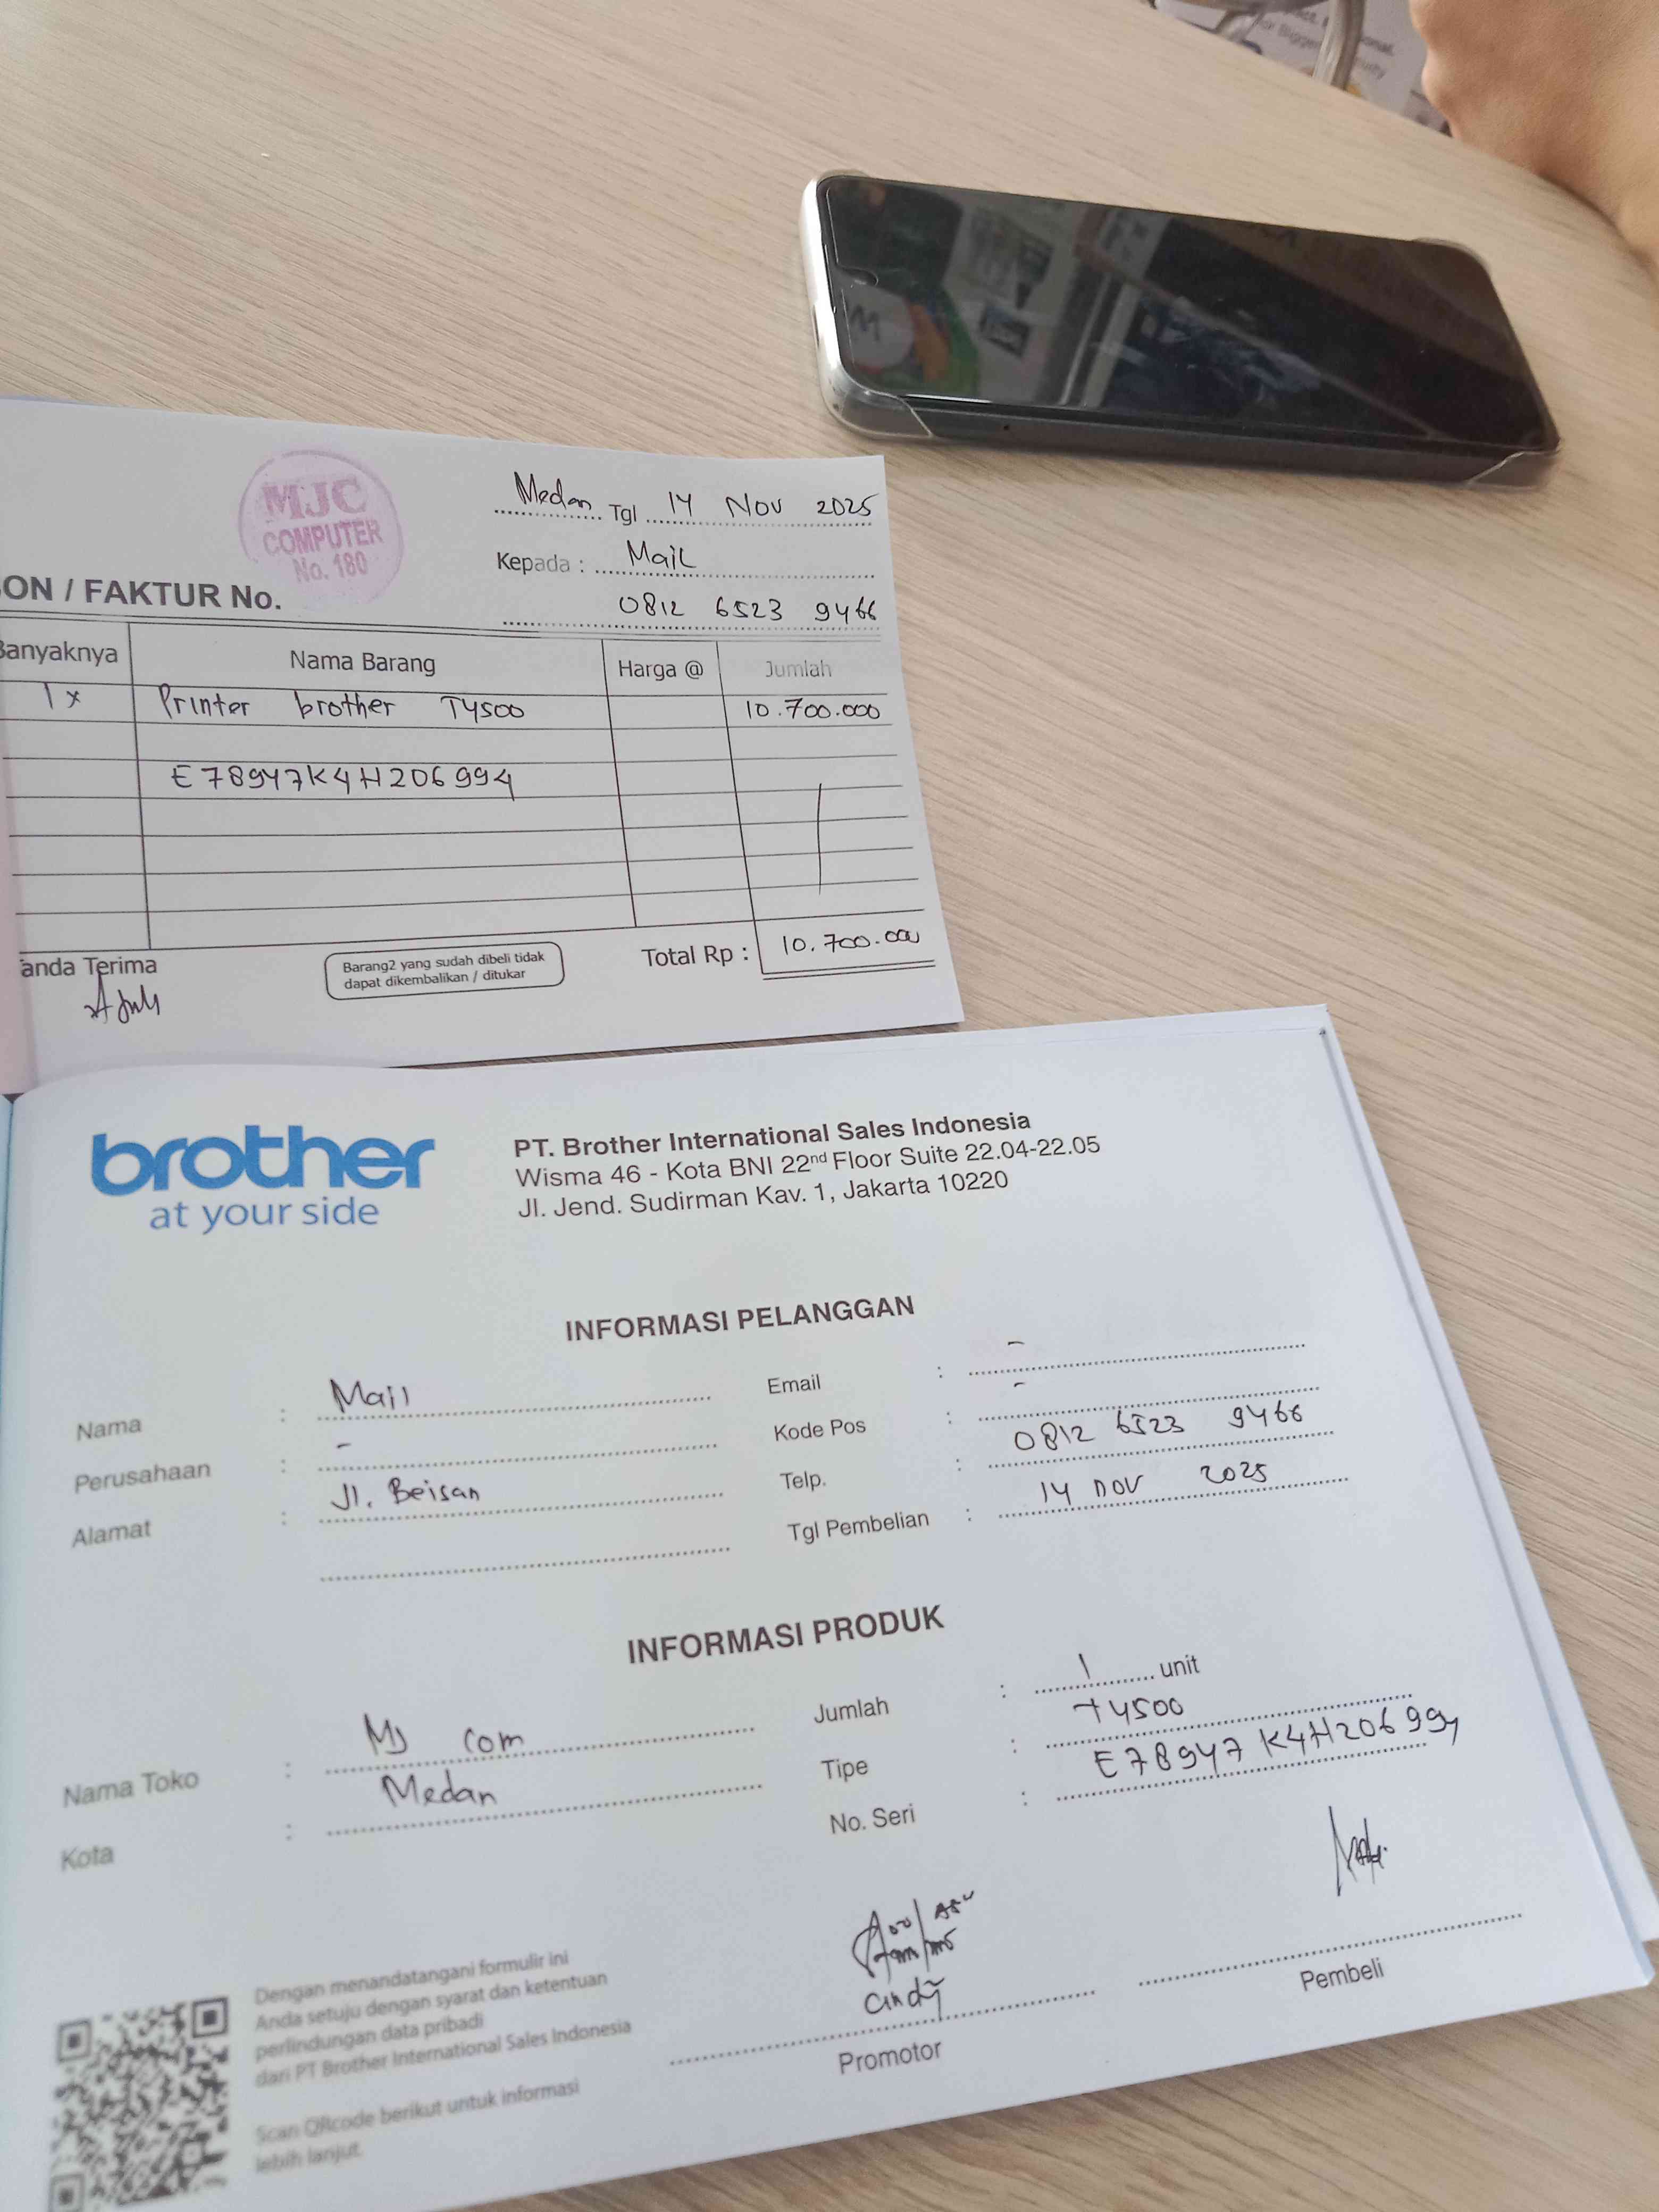 MJC
COMPUTER
No. 180
Medan Tgl 14 Nov 2025
Kepada : Mail
0812 6523 9466
ON / FAKTUR No.
Banyaknya Nama Barang Harga @ Jumlah
1 x Printer brother T4500 10.700.000
E78947K4H206994
anda Terima
Barang2 yang sudah dibeli tidak
dapat dikembalikan / ditukar
Total Rp : 10.700.000
brother
at your side
PT. Brother International Sales Indonesia
Wisma 46 - Kota BNI 22nd Floor Suite 22.04-22.05
Jl. Jend. Sudirman Kav. 1, Jakarta 10220
INFORMASI PELANGGAN
Nama : Mail
Perusahaan : -
Alamat : Jl. Beisan
Email : -
Kode Pos : -
Telp. : 0812 6523 9466
Tgl Pembelian : 14 nov 2025
INFORMASI PRODUK
Nama Toko : MJ com
Kota : Medan
Jumlah : 1 unit
Tipe : T4500
No. Seri : E78947K4H206994
Dengan menandatangani formulir ini
Anda setuju dengan syarat dan ketentuan
perlindungan data pribadi
dari PT Brother International Sales Indonesia
Scan QRcode berikut untuk informasi
lebih lanjut.
cindy
Promotor
Pembeli